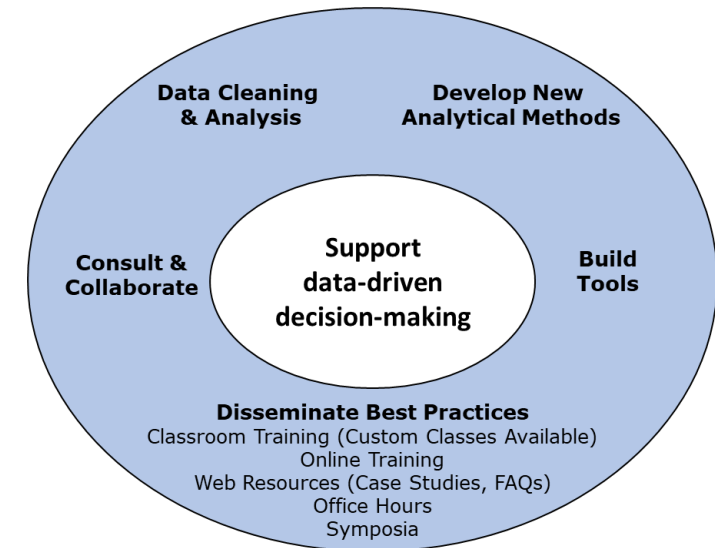 Data Cleaning
& Analysis
Develop New
Analytical Methods
Consult &
Collaborate
Support
data-driven
decision-making
Build
Tools
Disseminate Best Practices
Classroom Training (Custom Classes Available)
Online Training
Web Resources (Case Studies, FAQs)
Office Hours
Symposia